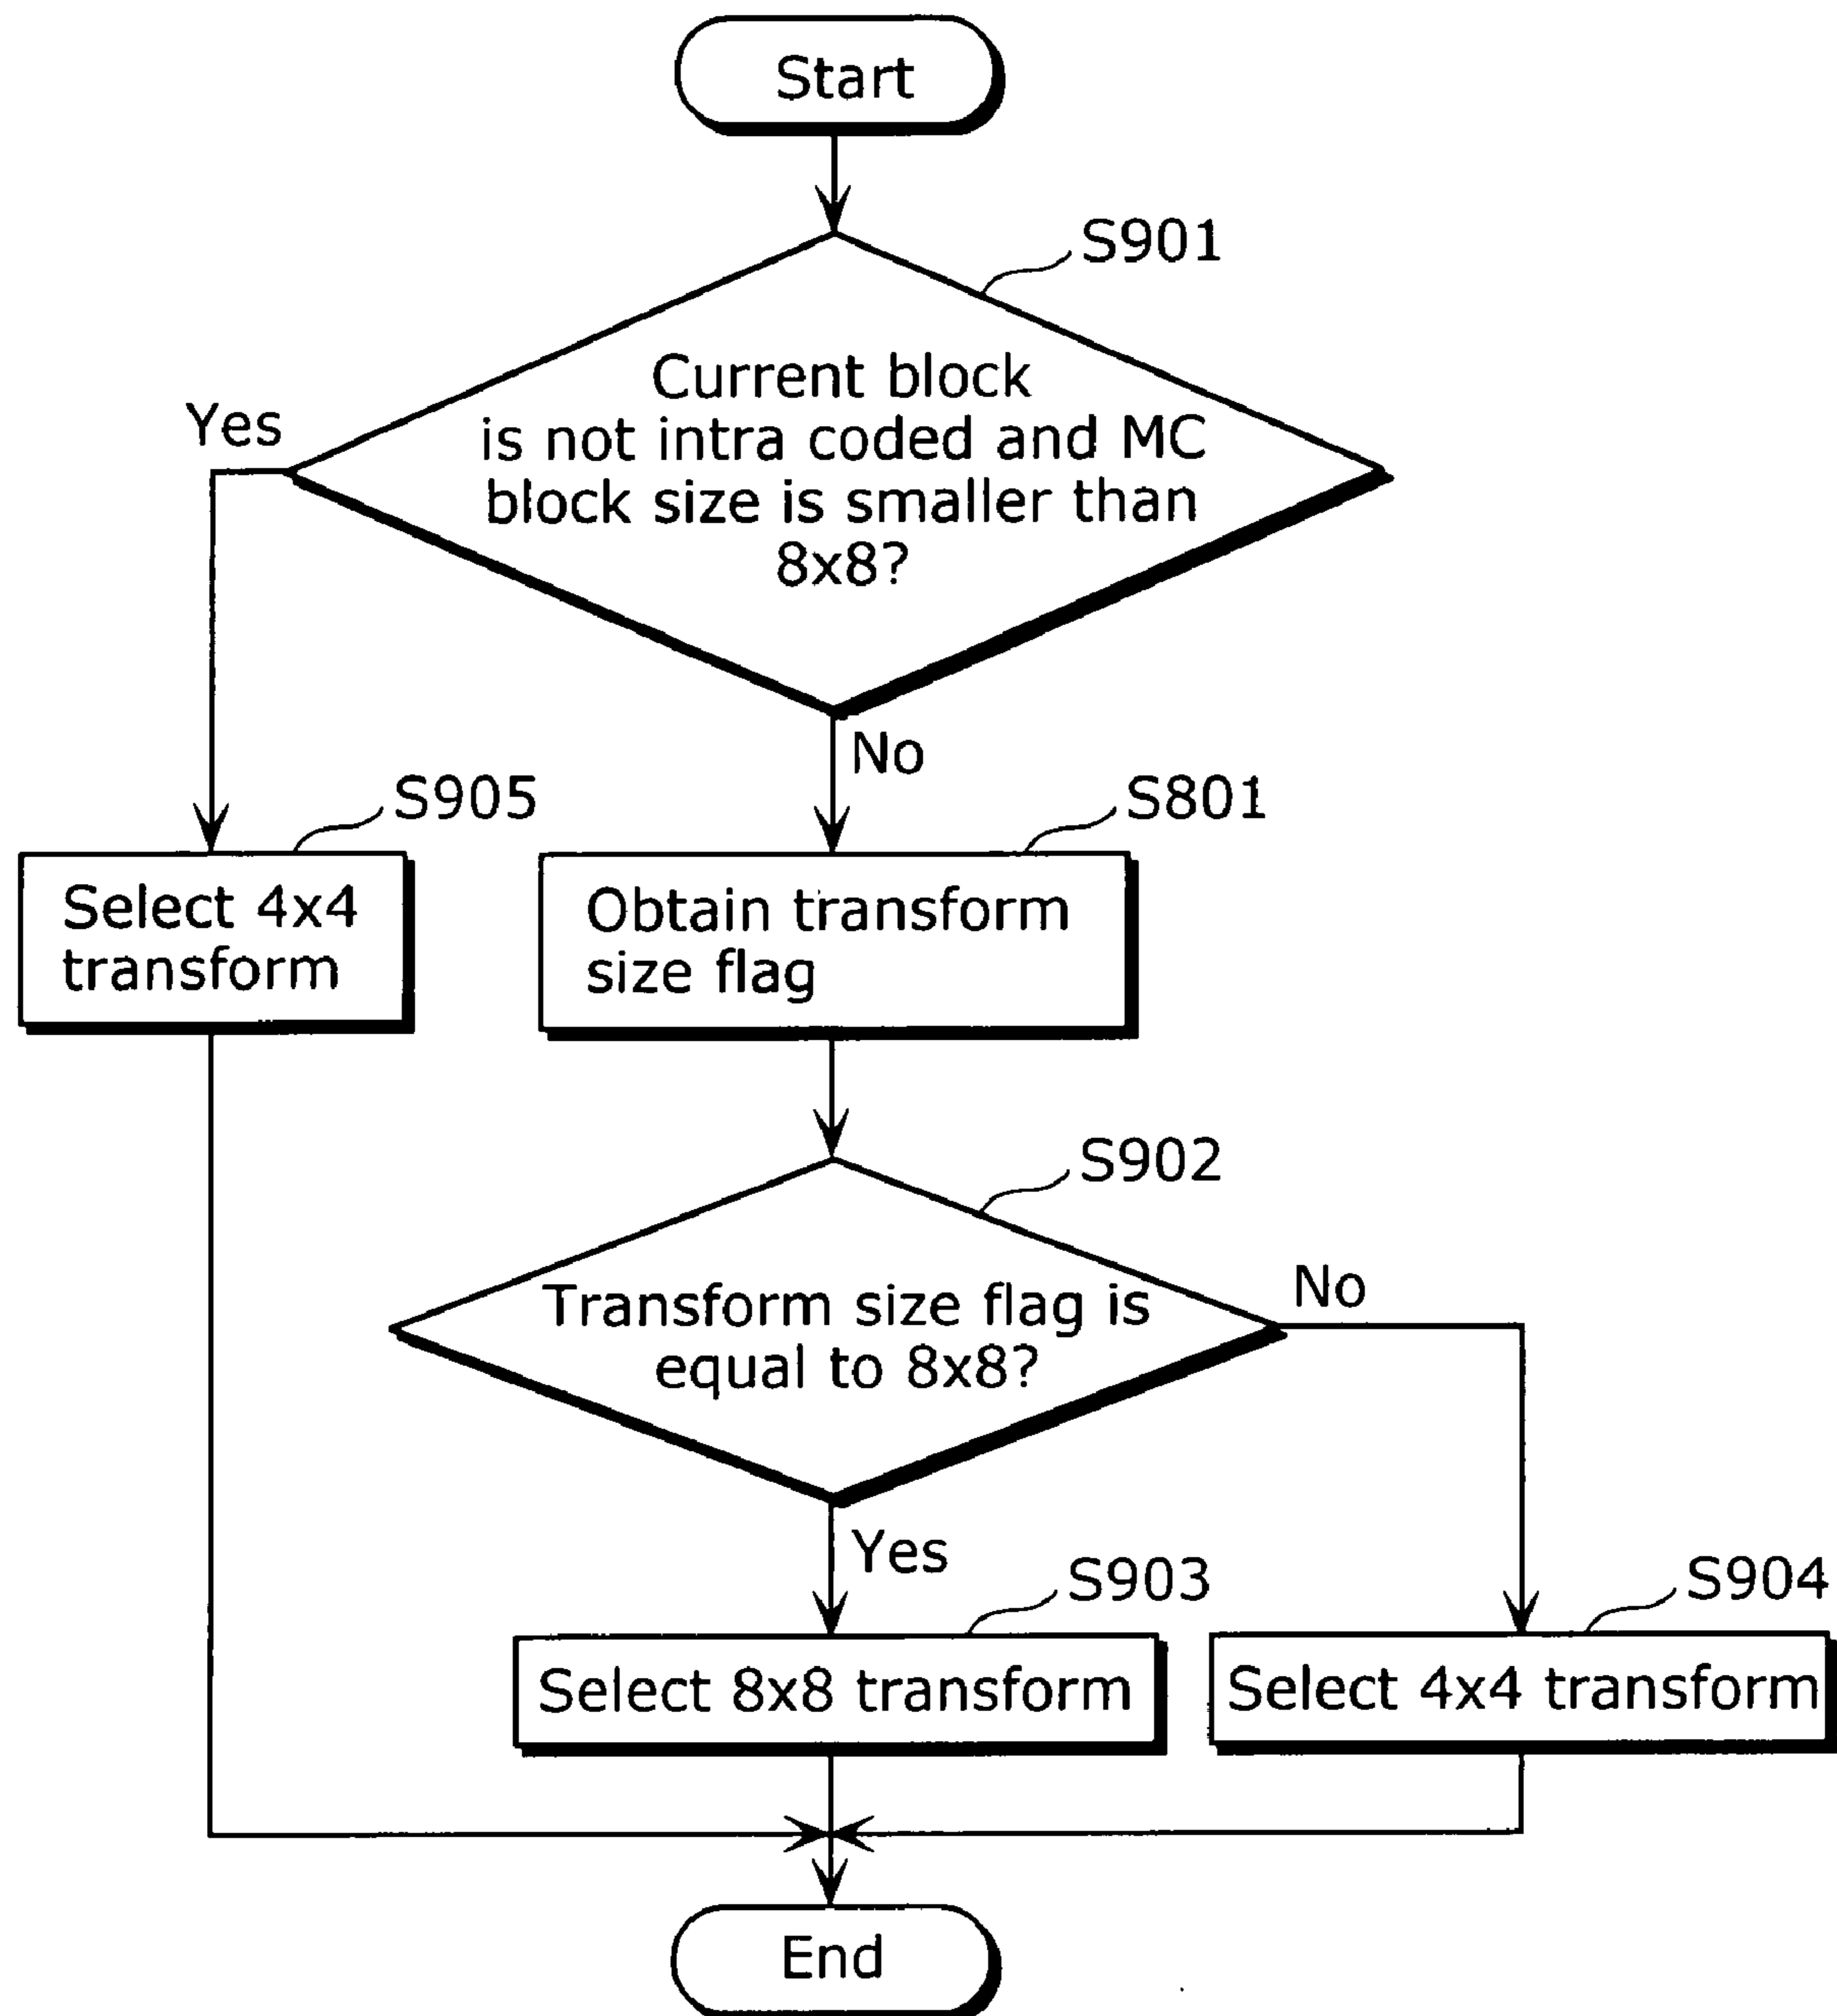 Start
S901
Current block
is not intra coded and MC
block size is smaller than
8x8?
Yes
No
S905
S801
Select 4x4
transform
Obtain transform
size flag
S902
Transform size flag is
equal to 8x8?
No
Yes
S903
S904
Select 8x8 transform
Select 4x4 transform
End